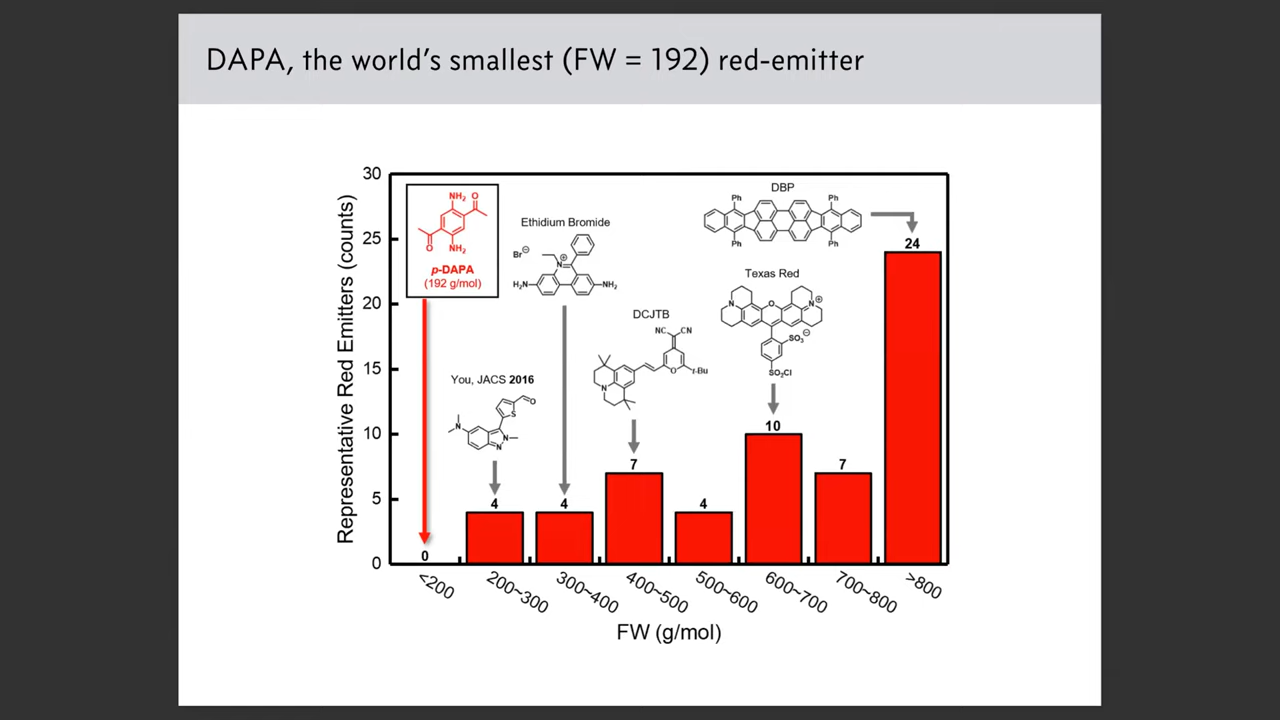 DAPA, the world's smallest (FW = 192) red-emitter
Representative Red Emitters (counts)
30
25
20
15
10
5
0
NH₂
O
O
NH₂
p-DAPA
(192 g/mol)
You, JACS 2016
N
S
O
N
N
Ethidium Bromide
Br⊖
N⊕
H₂N
NH₂
DCJTB
NC CN
N
O
t-Bu
Texas Red
N
O
N⊕
SO₃⊖
SO₂Cl
DBP
Ph Ph
Ph Ph
0
4
4
7
4
10
7
24
<200
200~300
300~400
400~500
500~600
600~700
700~800
>800
FW (g/mol)